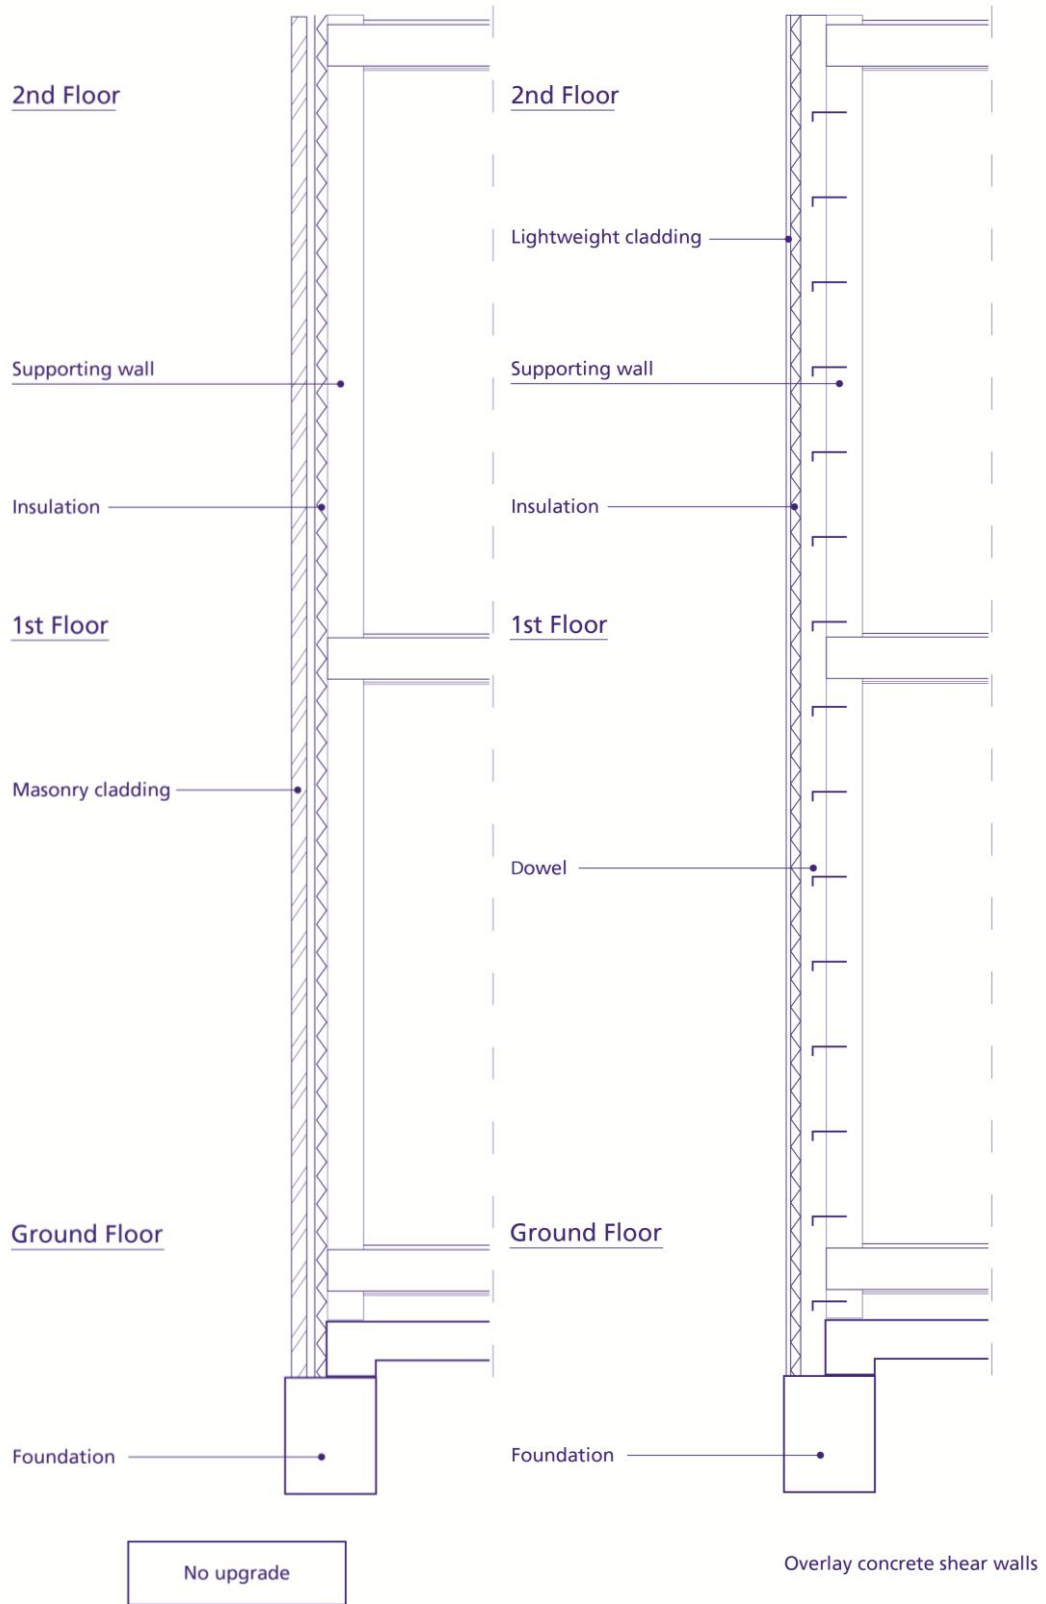 2nd Floor
Supporting wall
Insulation
1st Floor
Masonry cladding
Ground Floor
Foundation
No upgrade
2nd Floor
Lightweight cladding
Supporting wall
Insulation
1st Floor
Dowel
Ground Floor
Foundation
Overlay concrete shear walls